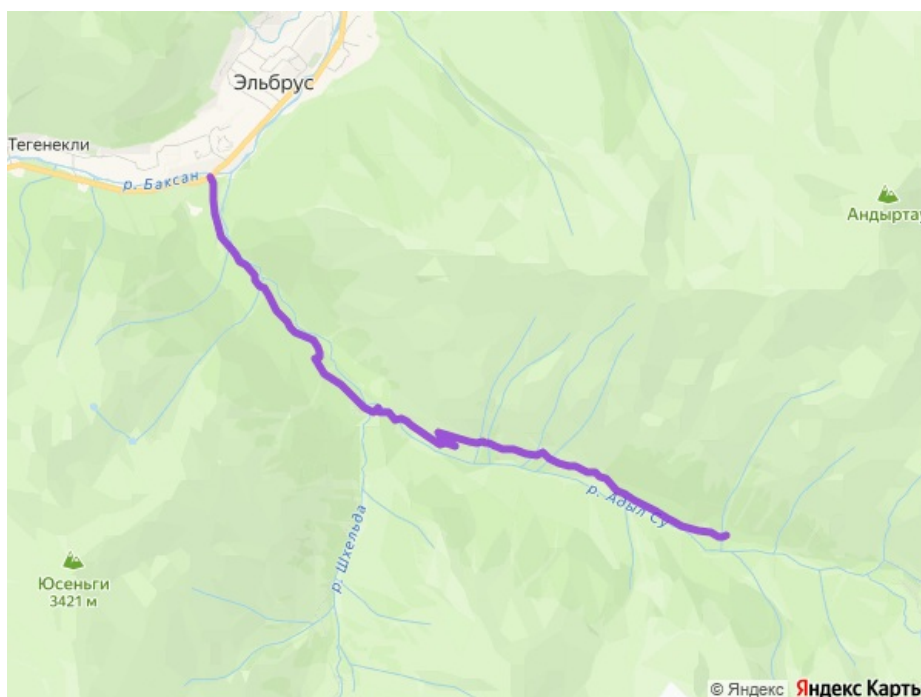 Эльбрус
Тегенекли
р. Баксан
Андыртау
р. Адыл Су
р. Шхельда
Юсеньги
3421 м
© Яндекс Яндекс Карты